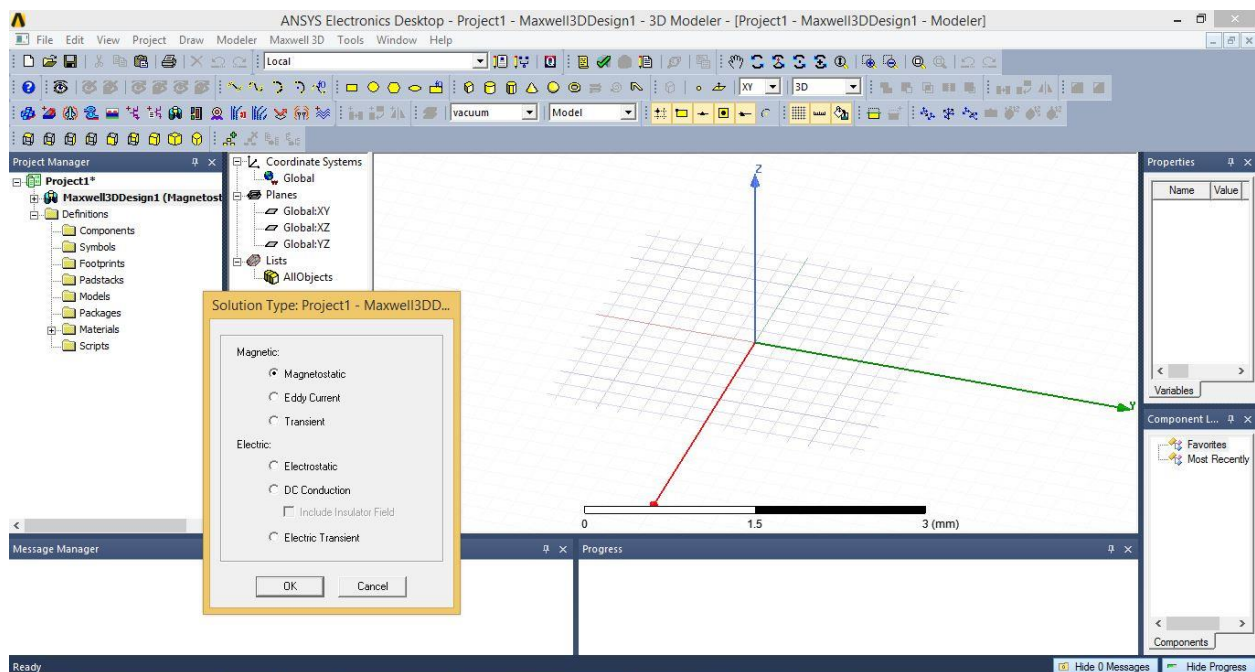 ANSYS Electronics Desktop - Project1 - Maxwell3DDesign1 - 3D Modeler - [Project1 - Maxwell3DDesign1 - Modeler]
File Edit View Project Draw Modeler Maxwell 3D Tools Window Help
Local
XY 3D
vacuum Model
Project Manager
Project1*
Maxwell3DDesign1 (Magnetost
Definitions
Components
Symbols
Footprints
Padstacks
Models
Packages
Materials
Scripts
Coordinate Systems
Global
Planes
Global:XY
Global:XZ
Global:YZ
Lists
AllObjects
Solution Type: Project1 - Maxwell3DD...
Magnetic:
Magnetostatic
Eddy Current
Transient
Electric:
Electrostatic
DC Conduction
Include Insulator Field
Electric Transient
OK Cancel
Z
Y
0 1.5 3 (mm)
Properties
Name Value
Variables
Component L...
Favorites
Most Recently
Components
Message Manager
Progress
Ready
Hide 0 Messages Hide Progress